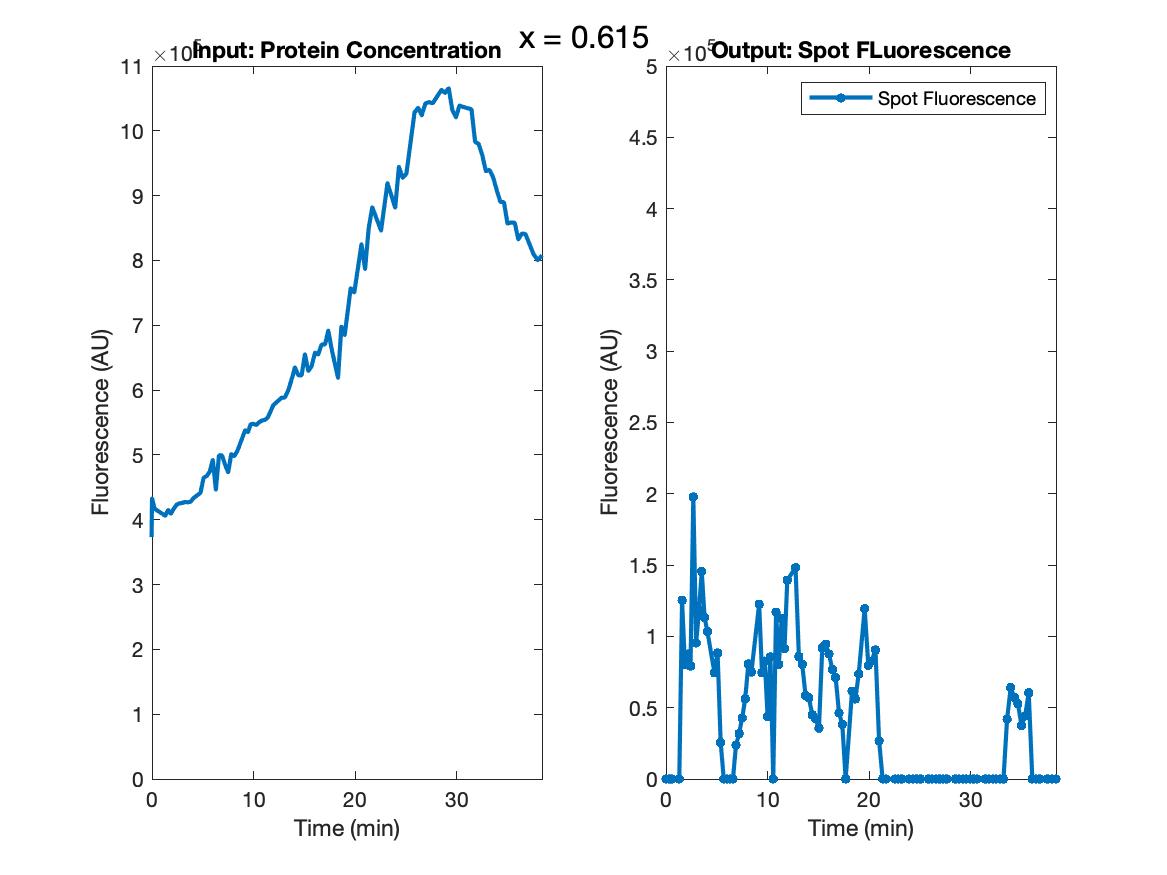 x = 0.615
×10⁵
Input: Protein Concentration
11
10
9
8
7
6
5
4
3
2
1
0
Fluorescence (AU)
0 10 20 30
Time (min)
×10⁵
Output: Spot FLuorescence
Spot Fluorescence
5
4.5
4
3.5
3
2.5
2
1.5
1
0.5
0
Fluorescence (AU)
0 10 20 30
Time (min)